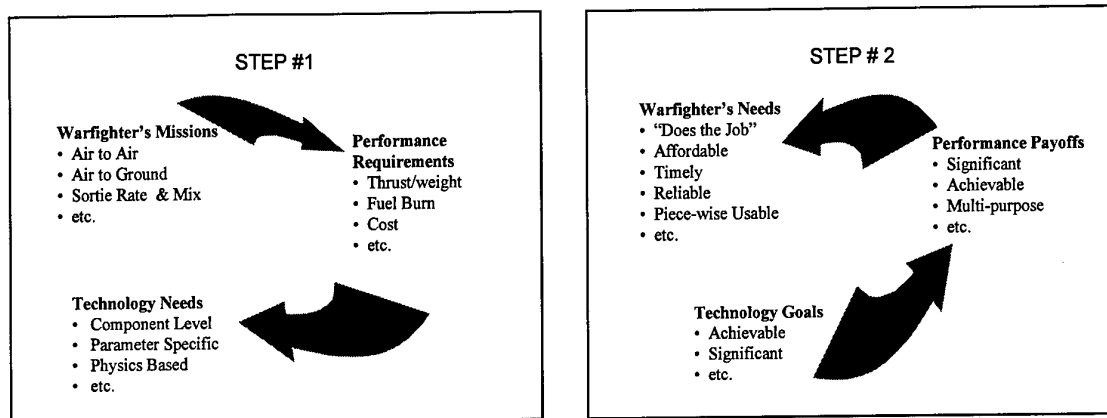 STEP #1
Warfighter's Missions
• Air to Air
• Air to Ground
• Sortie Rate & Mix
• etc.
Performance
Requirements
• Thrust/weight
• Fuel Burn
• Cost
• etc.
Technology Needs
• Component Level
• Parameter Specific
• Physics Based
• etc.
STEP # 2
Warfighter's Needs
• "Does the Job"
• Affordable
• Timely
• Reliable
• Piece-wise Usable
• etc.
Performance Payoffs
• Significant
• Achievable
• Multi-purpose
• etc.
Technology Goals
• Achievable
• Significant
• etc.